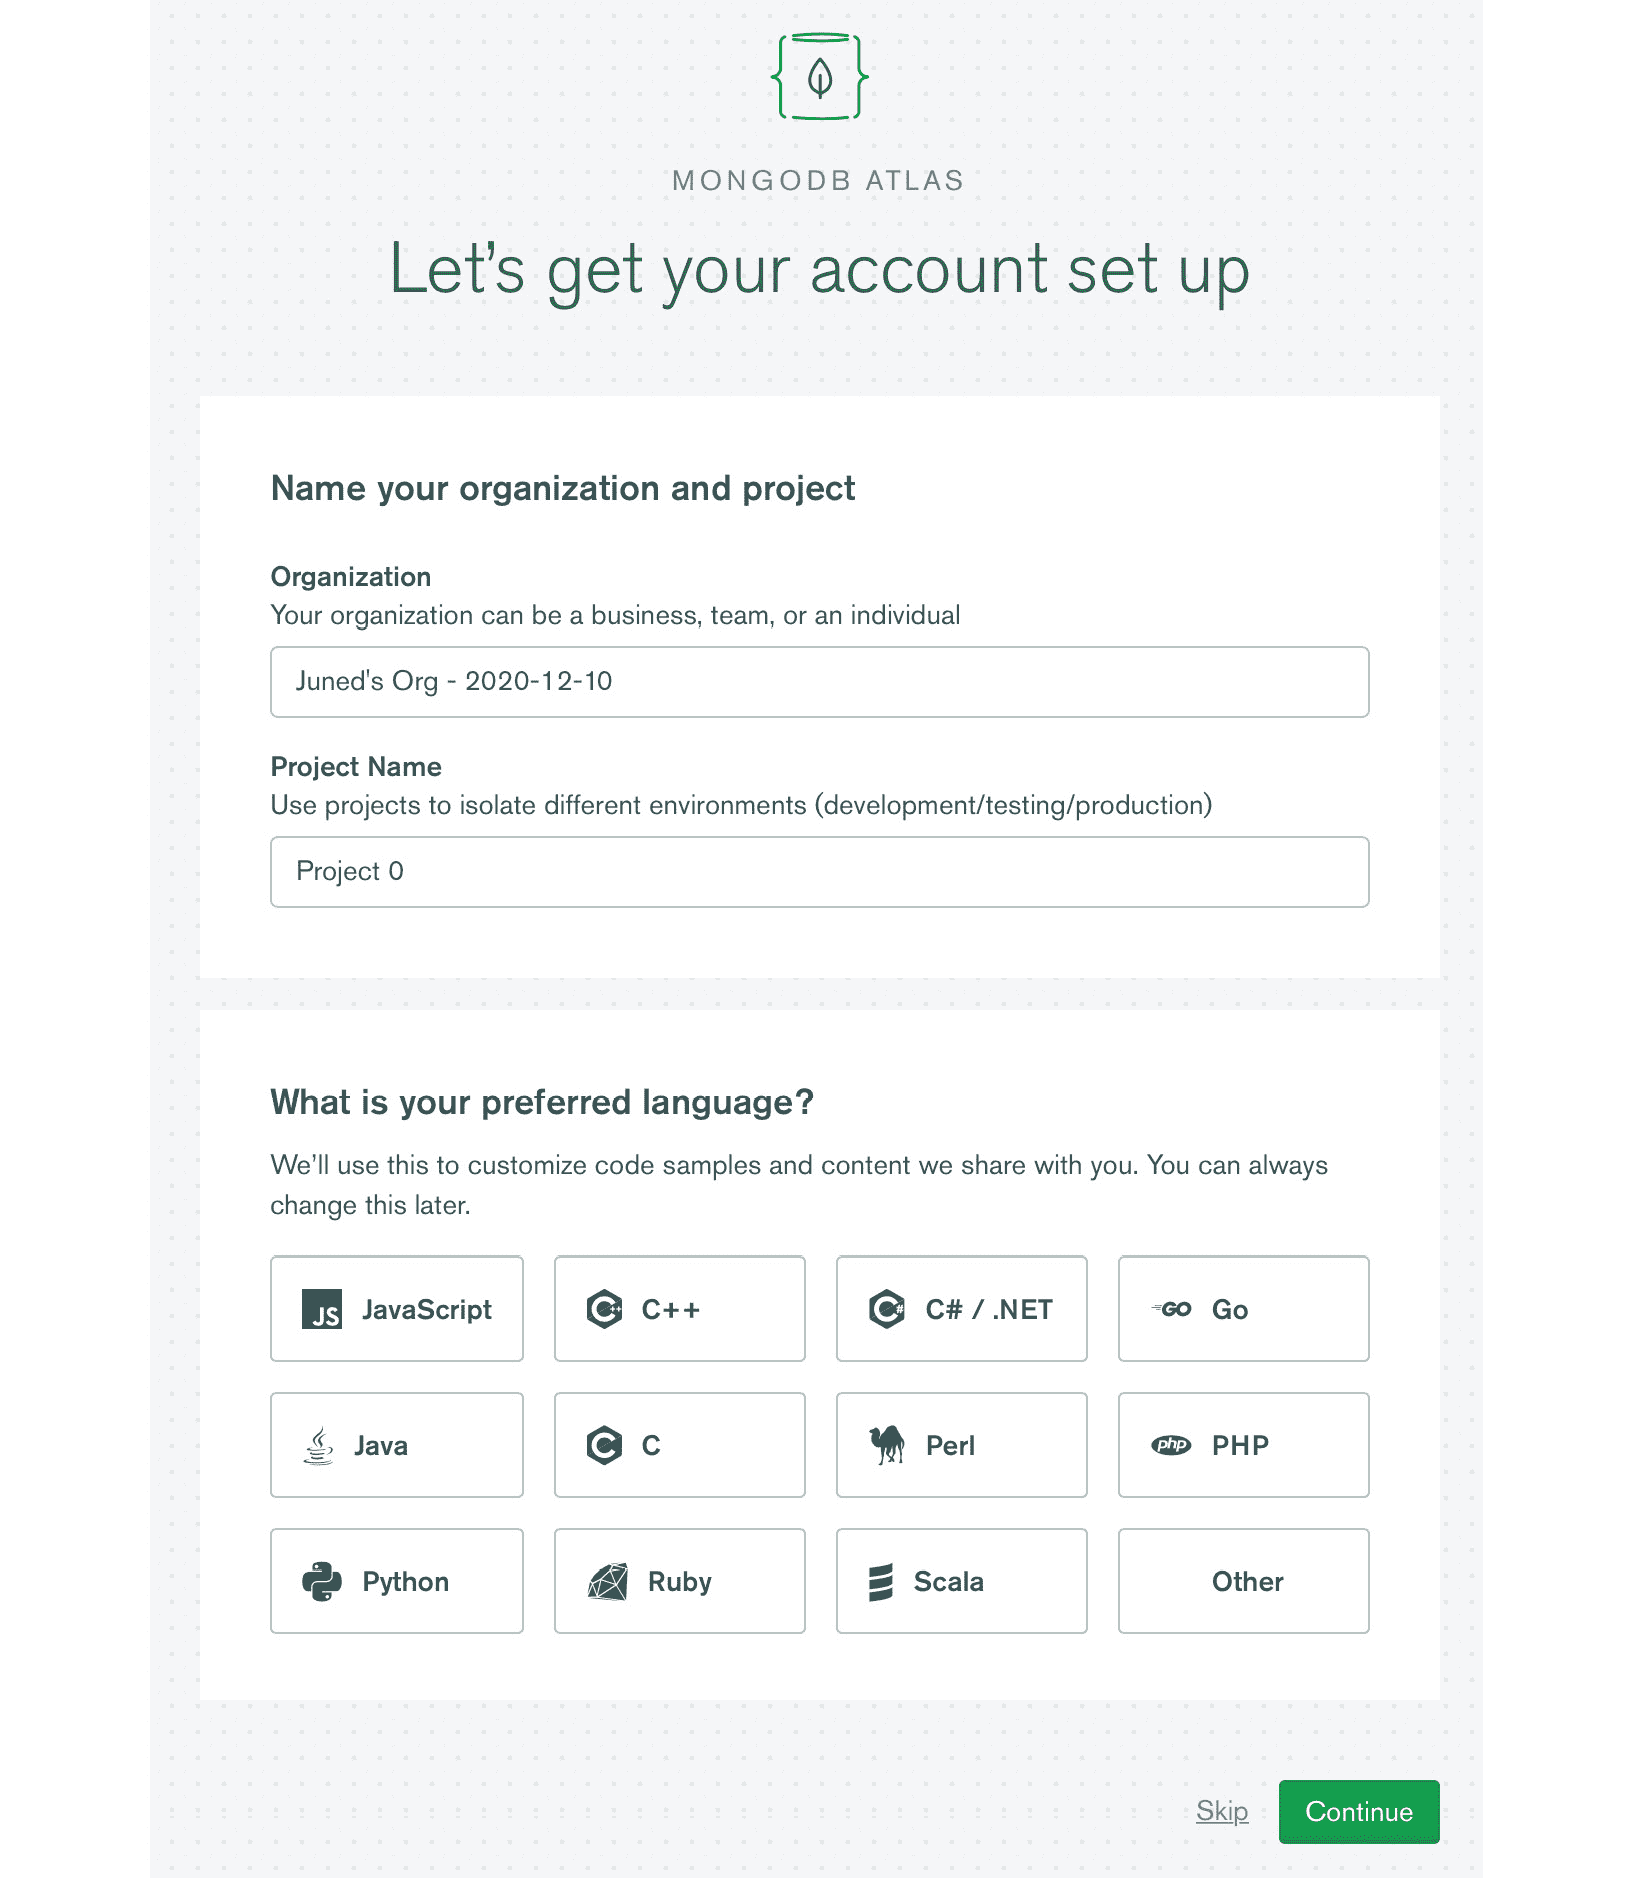 MONGODB ATLAS
Let’s get your account set up
Name your organization and project
Organization
Your organization can be a business, team, or an individual
Juned's Org - 2020-12-10
Project Name
Use projects to isolate different environments (development/testing/production)
Project 0
What is your preferred language?
We’ll use this to customize code samples and content we share with you. You can always
change this later.
JS JavaScript
C++ C++
C# C# / .NET
GO Go
Java
C C
Perl
php PHP
Python
Ruby
Scala
Other
Skip
Continue